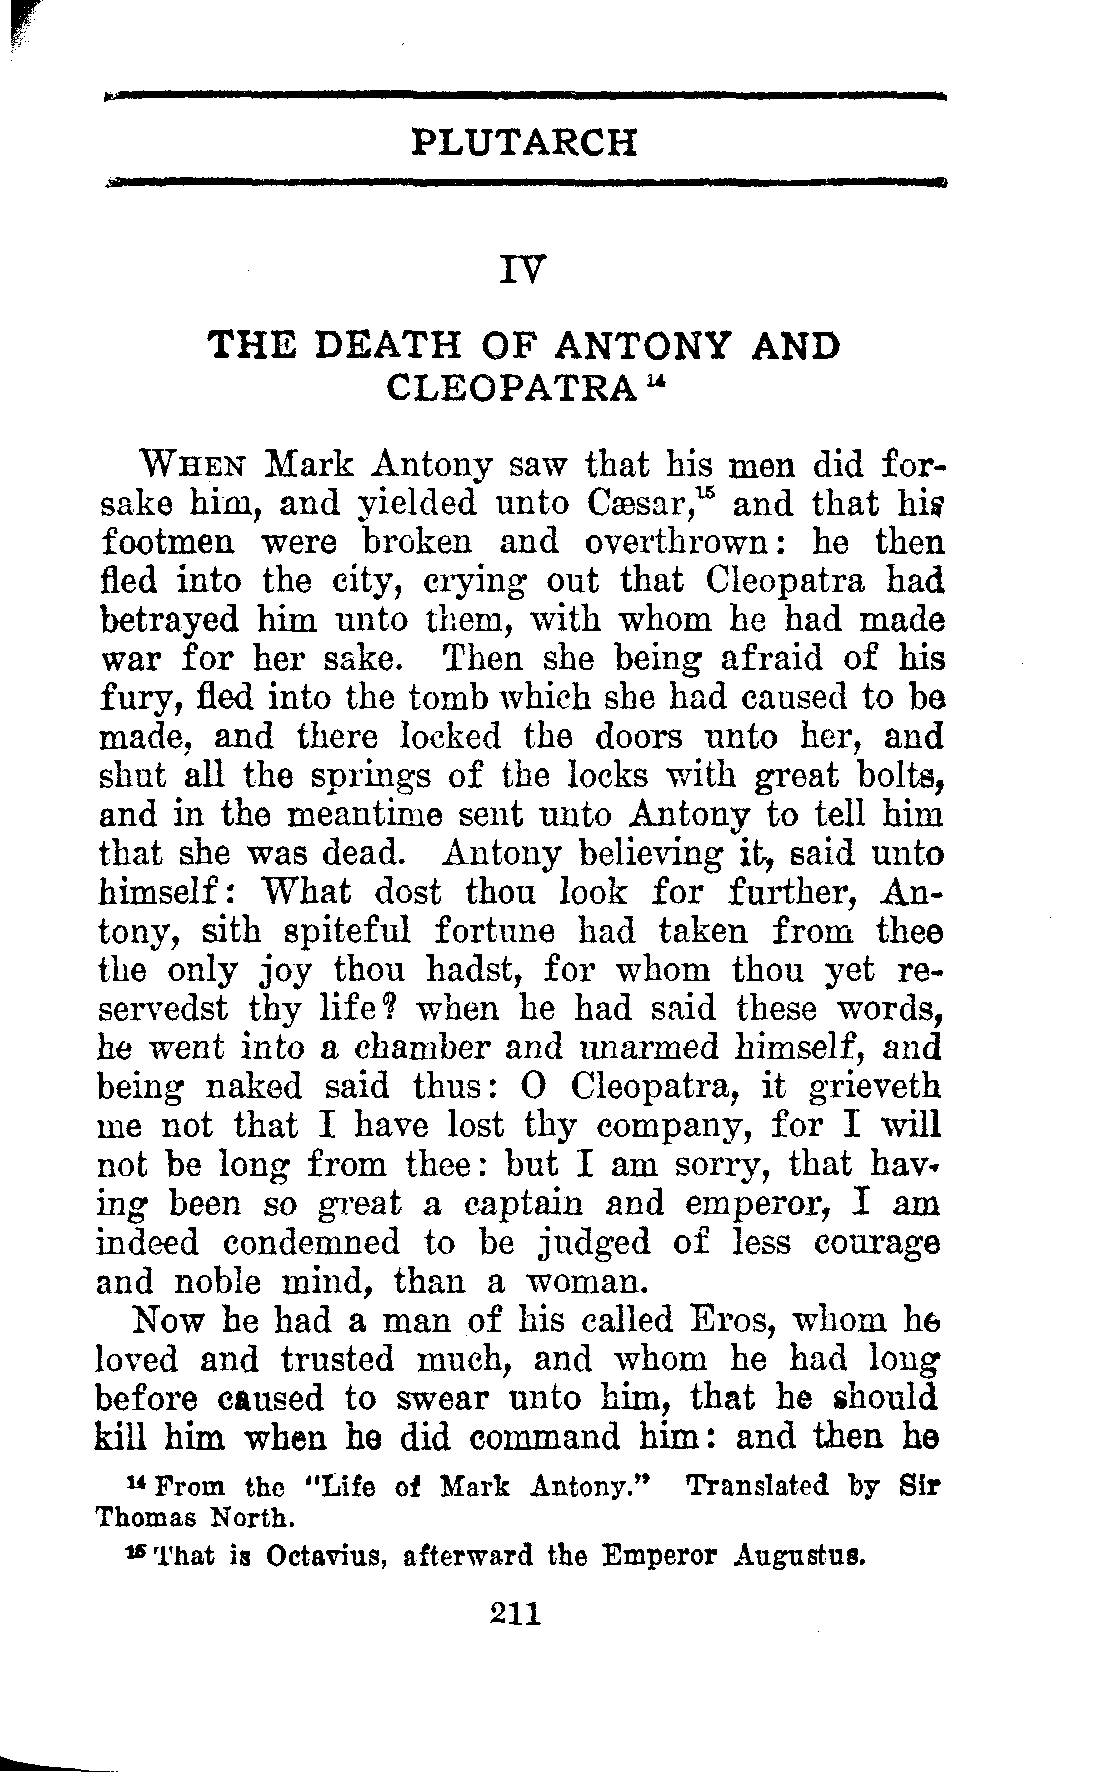 PLUTARCH
IV
THE DEATH OF ANTONY AND
CLEOPATRA¹⁴
WHEN Mark Antony saw that his men did for-
sake him, and yielded unto Cæsar,¹⁵ and that his
footmen were broken and overthrown: he then
fled into the city, crying out that Cleopatra had
betrayed him unto them, with whom he had made
war for her sake. Then she being afraid of his
fury, fled into the tomb which she had caused to be
made, and there locked the doors unto her, and
shut all the springs of the locks with great bolts,
and in the meantime sent unto Antony to tell him
that she was dead. Antony believing it, said unto
himself: What dost thou look for further, An-
tony, sith spiteful fortune had taken from thee
the only joy thou hadst, for whom thou yet re-
servedst thy life? when he had said these words,
he went into a chamber and unarmed himself, and
being naked said thus: O Cleopatra, it grieveth
me not that I have lost thy company, for I will
not be long from thee: but I am sorry, that hav-
ing been so great a captain and emperor, I am
indeed condemned to be judged of less courage
and noble mind, than a woman.
Now he had a man of his called Eros, whom he
loved and trusted much, and whom he had long
before caused to swear unto him, that he should
kill him when he did command him: and then he
¹⁴ From the "Life of Mark Antony." Translated by Sir
Thomas North.
¹⁵ That is Octavius, afterward the Emperor Augustus.
211